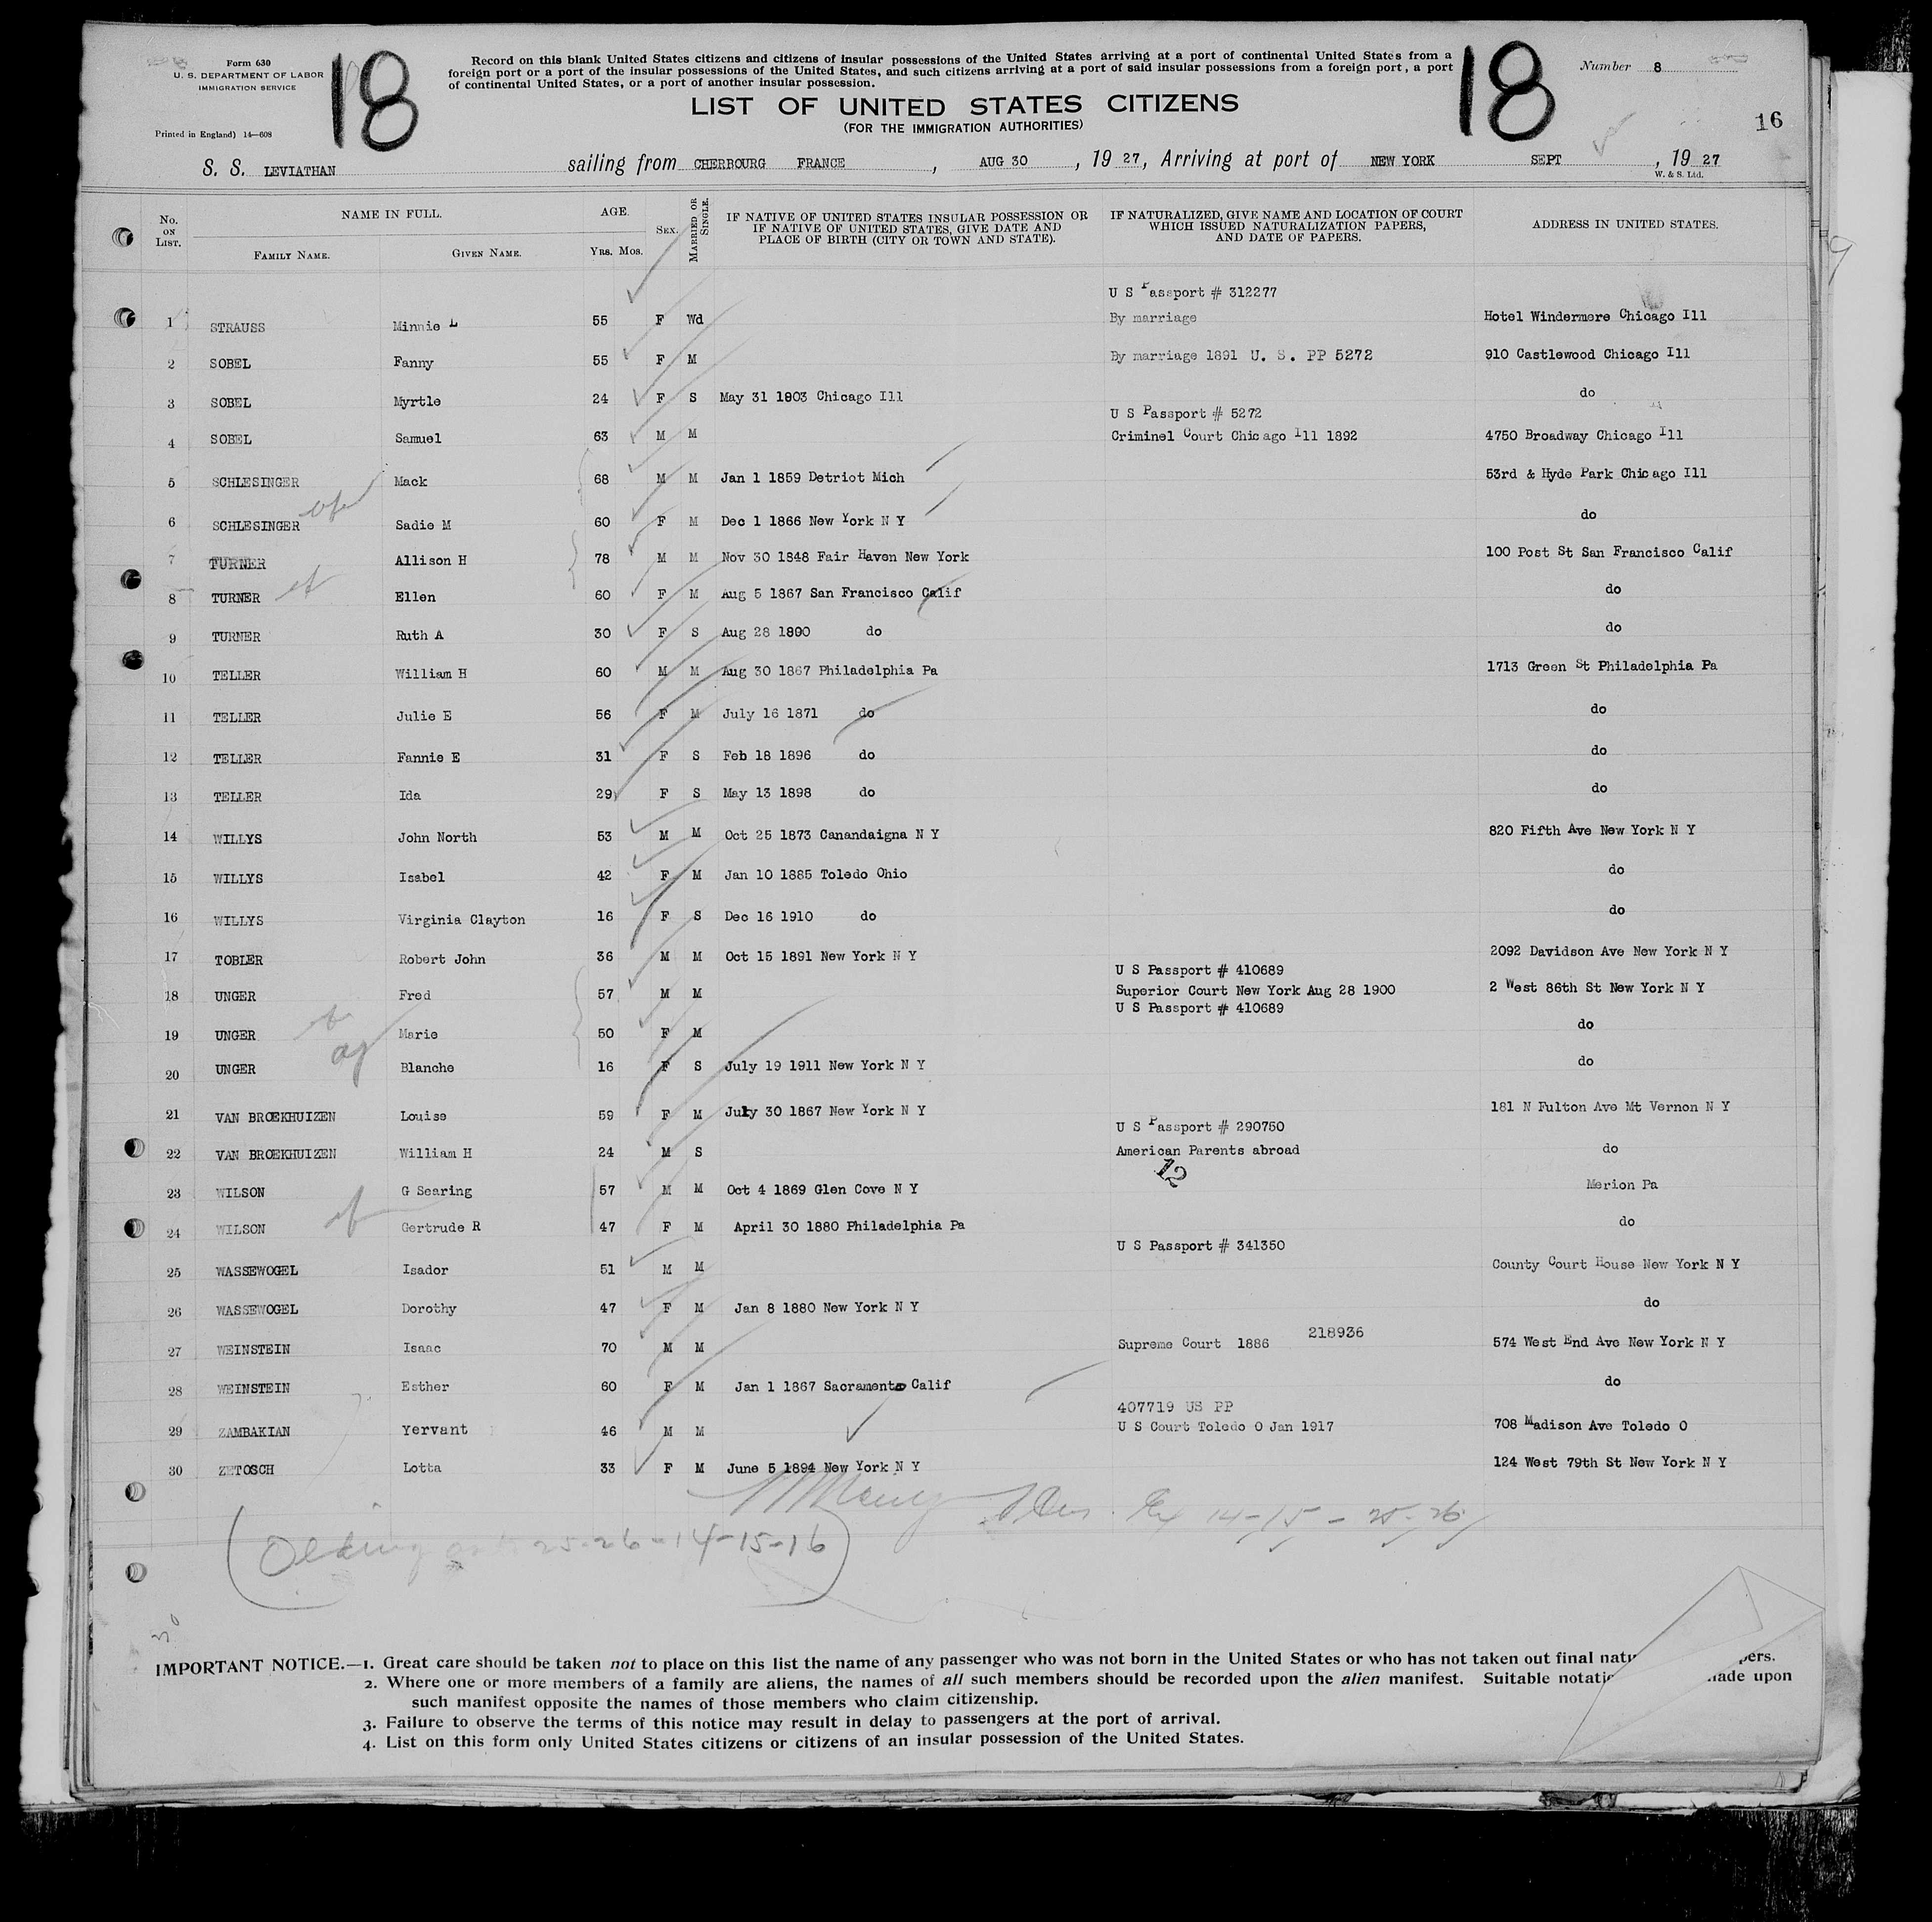 Form 630
U. S. DEPARTMENT OF LABOR
IMMIGRATION SERVICE
Printed in England) 14—608
18
Record on this blank United States citizens and citizens of insular possessions of the United States arriving at a port of continental United States from a
foreign port or a port of the insular possessions of the United States, and such citizens arriving at a port of said insular possessions from a foreign port, a port
of continental United States, or a port of another insular possession.
18
Number 8
LIST OF UNITED STATES CITIZENS
(FOR THE IMMIGRATION AUTHORITIES)
16
S. S. LEVIATHAN sailing from CHERBOURG FRANCE, AUG 30, 1927, Arriving at port of NEW YORK SEPT, 1927
W. & S. Ltd.
No. ON LIST. NAME IN FULL. AGE. SEX. MARRIED OR SINGLE. IF NATIVE OF UNITED STATES INSULAR POSSESSION OR IF NATIVE OF UNITED STATES, GIVE DATE AND PLACE OF BIRTH (CITY OR TOWN AND STATE). IF NATURALIZED, GIVE NAME AND LOCATION OF COURT WHICH ISSUED NATURALIZATION PAPERS, AND DATE OF PAPERS. ADDRESS IN UNITED STATES.
FAMILY NAME. GIVEN NAME. YRS. MOS.
U S Passport # 312277
1 STRAUSS Minnie L 55 F Wd By marriage Hotel Windermere Chicago Ill
2 SOBEL Fanny 55 F M By marriage 1891 U. S. PP 5272 910 Castlewood Chicago Ill
3 SOBEL Myrtle 24 F S May 31 1903 Chicago Ill do
U S Passport # 5272
4 SOBEL Samuel 63 M M Criminel Court Chicago Ill 1892 4750 Broadway Chicago Ill
5 SCHLESINGER Mack 68 M M Jan 1 1859 Detriot Mich 53rd & Hyde Park Chicago Ill
6 SCHLESINGER Sadie M 60 F M Dec 1 1866 New York N Y do
7 TURNER Allison H 78 M M Nov 30 1848 Fair Haven New York 100 Post St San Francisco Calif
8 TURNER Ellen 60 F M Aug 5 1867 San Francisco Calif do
9 TURNER Ruth A 30 F S Aug 28 1890 do do
10 TELLER William H 60 M M Aug 30 1867 Philadelphia Pa 1713 Green St Philadelphia Pa
11 TELLER Julie E 56 F M July 16 1871 do do
12 TELLER Fannie E 31 F S Feb 18 1896 do do
13 TELLER Ida 29 F S May 13 1898 do do
14 WILLYS John North 53 M M Oct 25 1873 Canandaigna N Y 820 Fifth Ave New York N Y
15 WILLYS Isabel 42 F M Jan 10 1885 Toledo Ohio do
16 WILLYS Virginia Clayton 16 F S Dec 16 1910 do do
17 TOBLER Robert John 36 M M Oct 15 1891 New York N Y 2092 Davidson Ave New York N Y
U S Passport # 410689
18 UNGER Fred 57 M M Superior Court New York Aug 28 1900 2 West 86th St New York N Y
U S Passport # 410689
19 UNGER Marie 50 F M do
20 UNGER Blanche 16 F S July 19 1911 New York N Y do
21 VAN BROEKHUIZEN Louise 59 F M July 30 1867 New York N Y 181 N Fulton Ave Mt Vernon N Y
U S Passport # 290750
22 VAN BROEKHUIZEN William H 24 M S American Parents abroad do
12
23 WILSON G Searing 57 M M Oct 4 1869 Glen Cove N Y Merion Pa
24 WILSON Gertrude R 47 F M April 30 1880 Philadelphia Pa do
U S Passport # 341350
25 WASSEWOGEL Isador 51 M M County Court House New York N Y
26 WASSEWOGEL Dorothy 47 F M Jan 8 1880 New York N Y do
27 WEINSTEIN Isaac 70 M M Supreme Court 1886 218936 574 West End Ave New York N Y
28 WEINSTEIN Esther 60 F M Jan 1 1867 Sacramento Calif do
407719 US PP
29 ZAMBAKIAN Yervant 46 M M U S Court Toledo O Jan 1917 708 Madison Ave Toledo O
30 ZETOSCH Lotta 33 F M June 5 1894 New York N Y 124 West 79th St New York N Y
14-15-25-26
25-26-14-15-16
30
IMPORTANT NOTICE.—1. Great care should be taken not to place on this list the name of any passenger who was not born in the United States or who has not taken out final natu pers.
2. Where one or more members of a family are aliens, the names of all such members should be recorded upon the alien manifest. Suitable notatio made upon
such manifest opposite the names of those members who claim citizenship.
3. Failure to observe the terms of this notice may result in delay to passengers at the port of arrival.
4. List on this form only United States citizens or citizens of an insular possession of the United States.